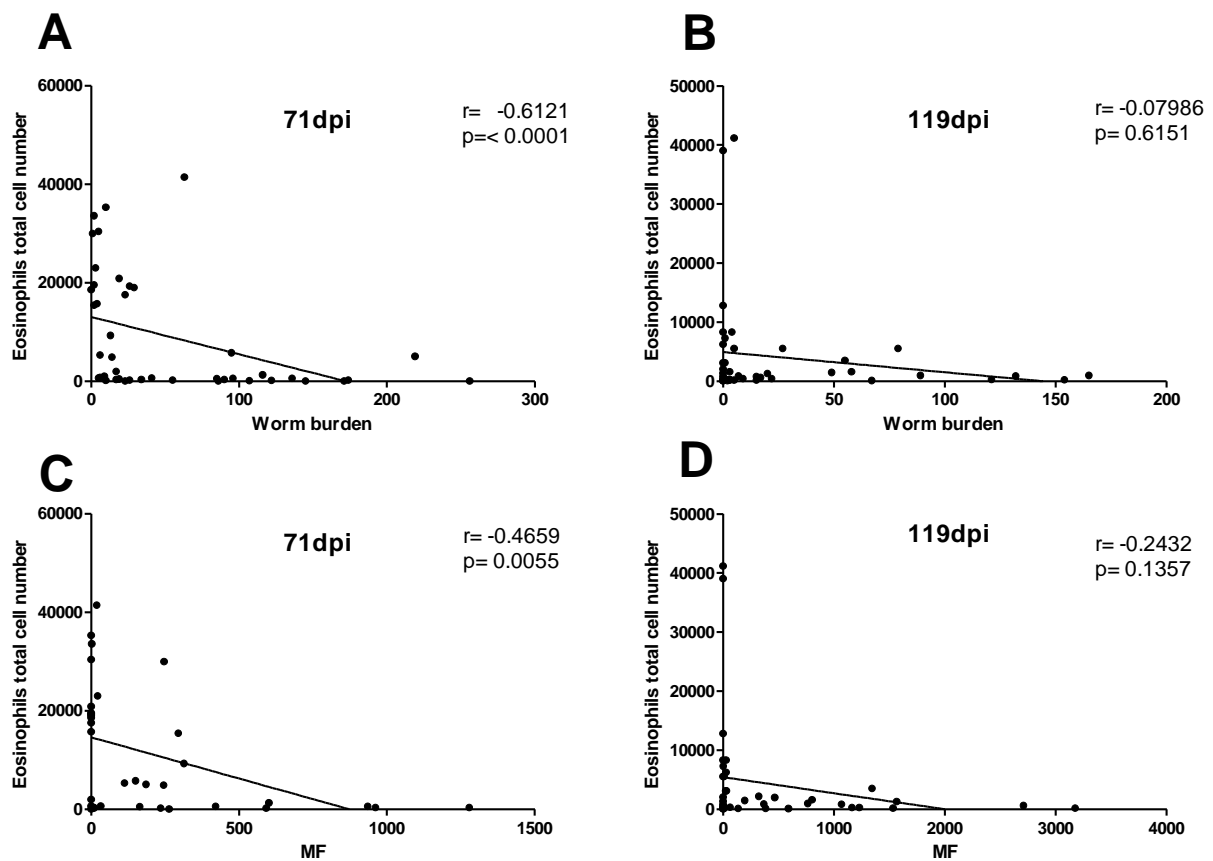 A
B
60000
40000
20000
0
Eosinophils total cell number
71dpi
r= -0.6121
p=< 0.0001
0 100 200 300
Worm burden
50000
40000
30000
20000
10000
0
Eosinophils total cell number
119dpi
r= -0.07986
p= 0.6151
0 50 100 150 200
Worm burden
C
D
60000
40000
20000
0
Eosinophils total cell number
71dpi
r= -0.4659
p= 0.0055
0 500 1000 1500
MF
50000
40000
30000
20000
10000
0
Eosinophils total cell number
119dpi
r= -0.2432
p= 0.1357
0 1000 2000 3000 4000
MF